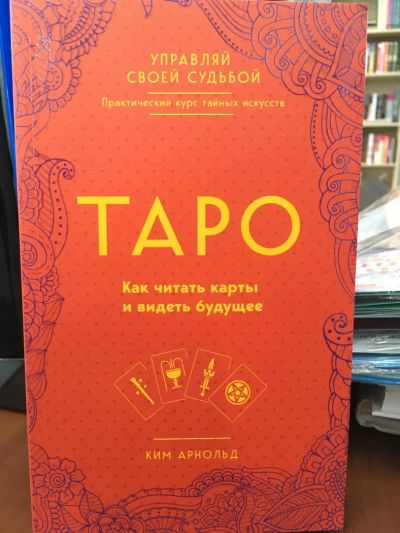 УПРАВЛЯЙ
СВОЕЙ СУДЬБОЙ
Практический курс тайных искусств
ТАРО
Как читать карты
и видеть будущее
КИМ АРНОЛЬД